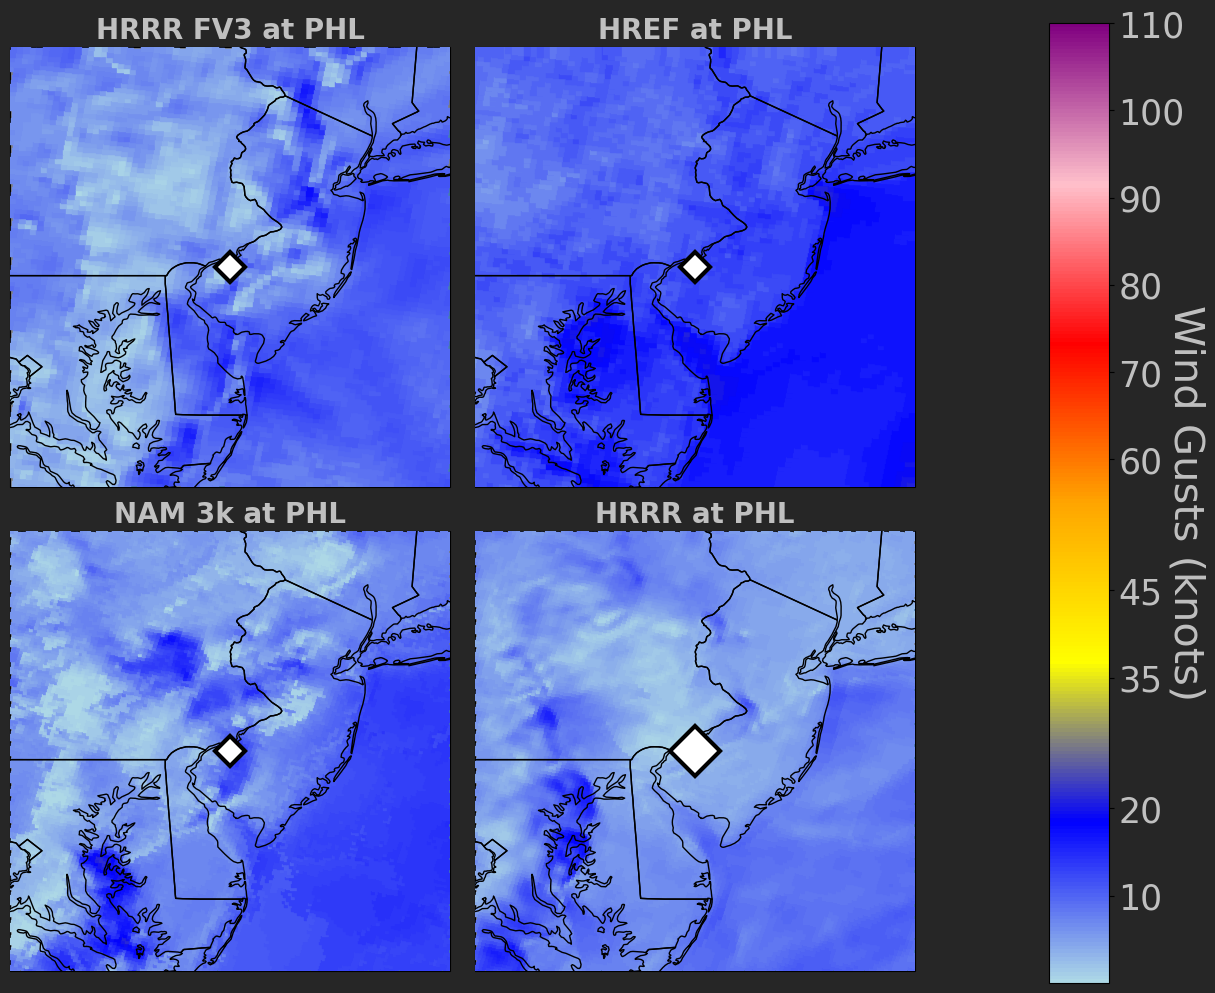 HRRR FV3 at PHL
HREF at PHL
NAM 3k at PHL
HRRR at PHL
110
100
90
80
70
60
45
35
20
10
Wind Gusts (knots)